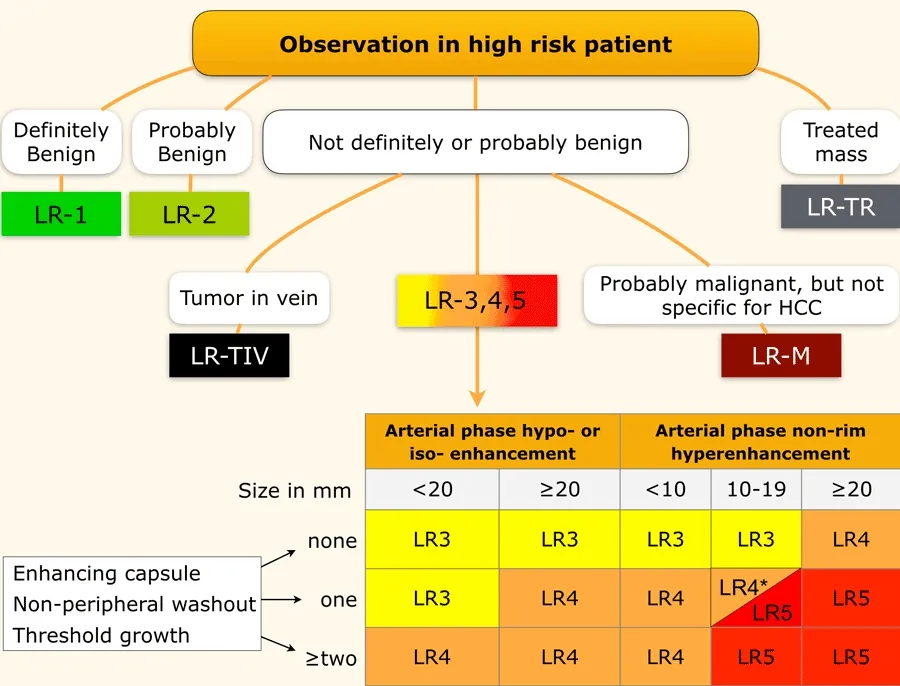 Observation in high risk patient
Definitely
Benign
Probably
Benign
Not definitely or probably benign
Treated
mass
LR-1
LR-2
LR-TR
Tumor in vein
LR-3,4,5
Probably malignant, but not
specific for HCC
LR-TIV
LR-M
Arterial phase hypo- or
iso- enhancement
Arterial phase non-rim
hyperenhancement
Size in mm
<20
≥20
<10
10-19
≥20
none
LR3
LR3
LR3
LR3
LR4
Enhancing capsule
Non-peripheral washout
Threshold growth
one
LR3
LR4
LR4
LR4*
LR5
LR5
≥two
LR4
LR4
LR4
LR5
LR5